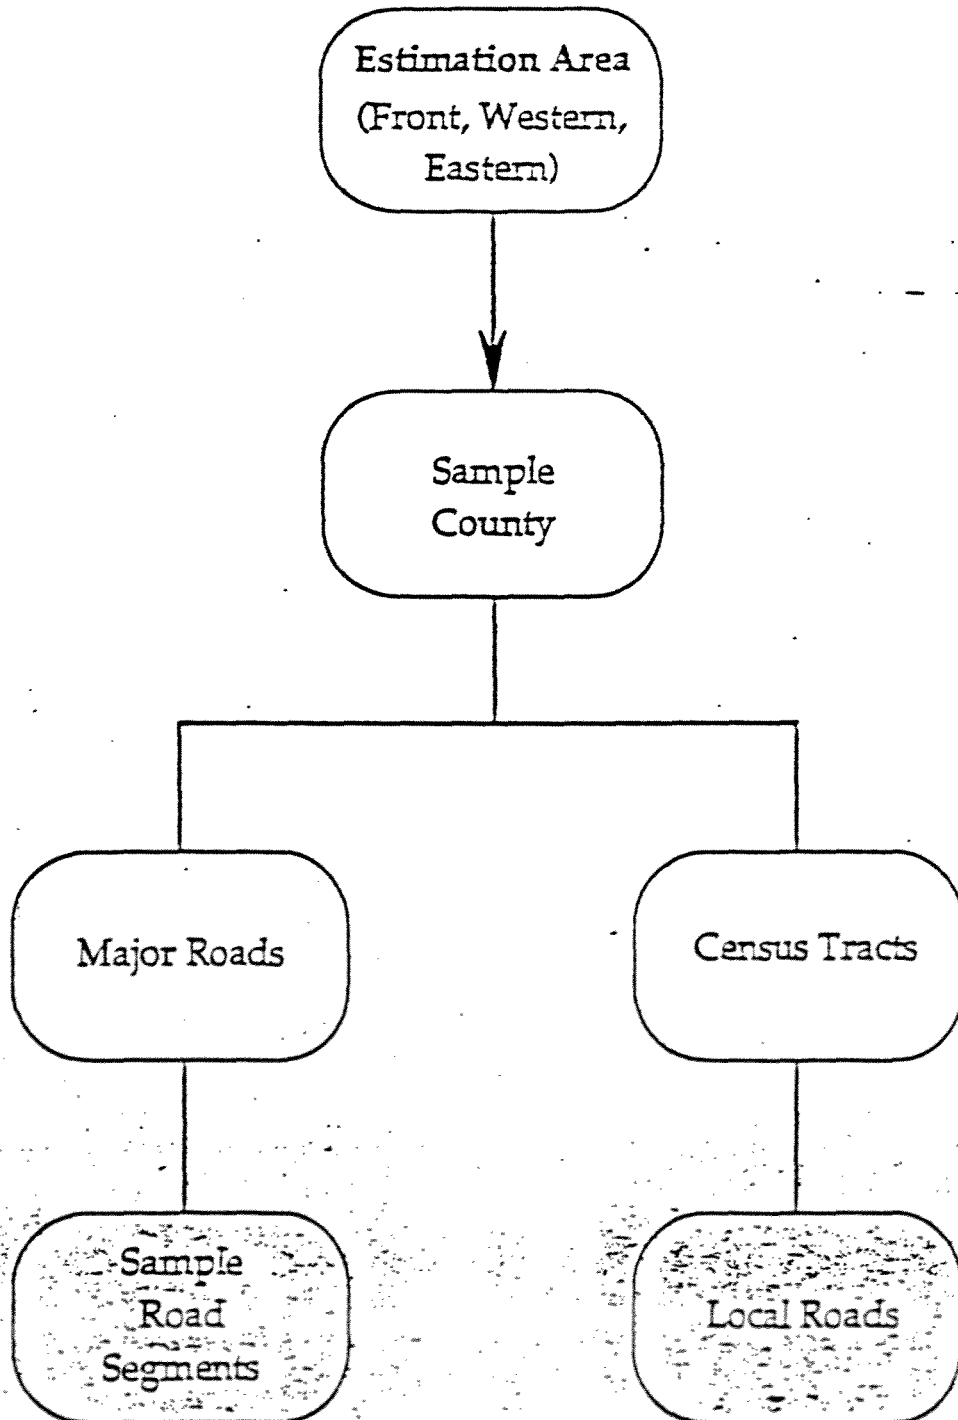 Estimation Area
(Front, Western,
Eastern)
Sample
County
Major Roads
Census Tracts
Sample
Road
Segments
Local Roads